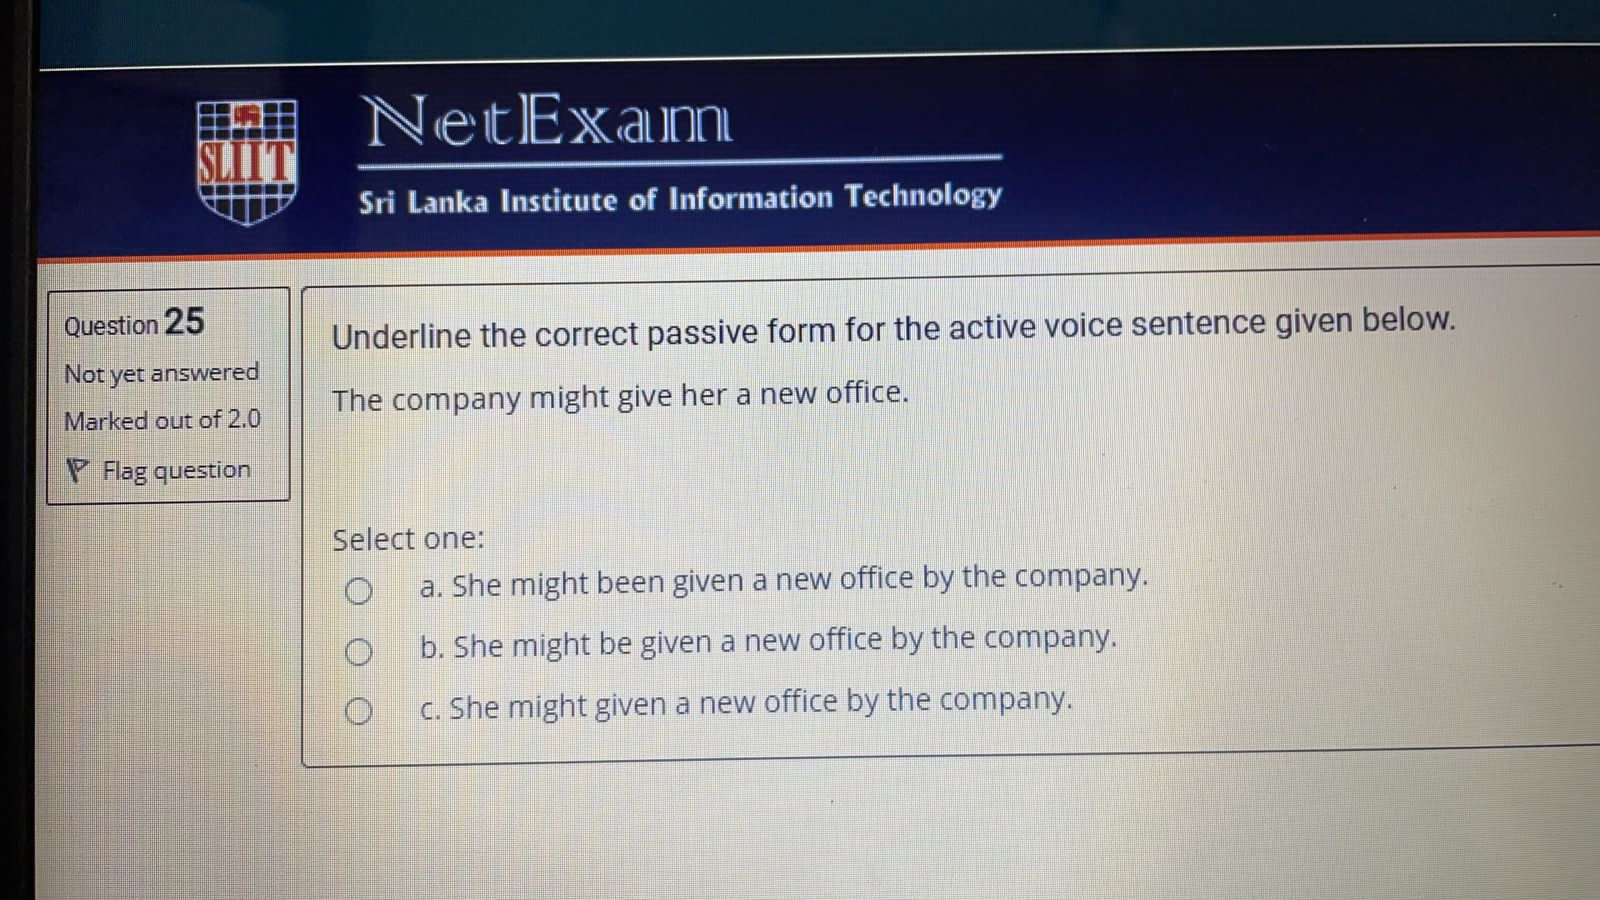 SLIIT
NetExam
Sri Lanka Institute of Information Technology
Question 25
Not yet answered
Marked out of 2.0
Flag question
Underline the correct passive form for the active voice sentence given below.
The company might give her a new office.
Select one:
a. She might been given a new office by the company.
b. She might be given a new office by the company.
c. She might given a new office by the company.